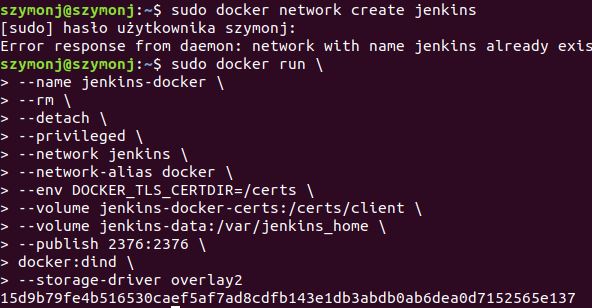 szymonj@szymonj:~$ sudo docker network create jenkins
[sudo] hasło użytkownika szymonj:
Error response from daemon: network with name jenkins already exis
szymonj@szymonj:~$ sudo docker run \
> --name jenkins-docker \
> --rm \
> --detach \
> --privileged \
> --network jenkins \
> --network-alias docker \
> --env DOCKER_TLS_CERTDIR=/certs \
> --volume jenkins-docker-certs:/certs/client \
> --volume jenkins-data:/var/jenkins_home \
> --publish 2376:2376 \
> docker:dind \
> --storage-driver overlay2
15d9b79fe4b516530caef5af7ad8cdfb143e1db3abdb0ab6dea0d7152565e137